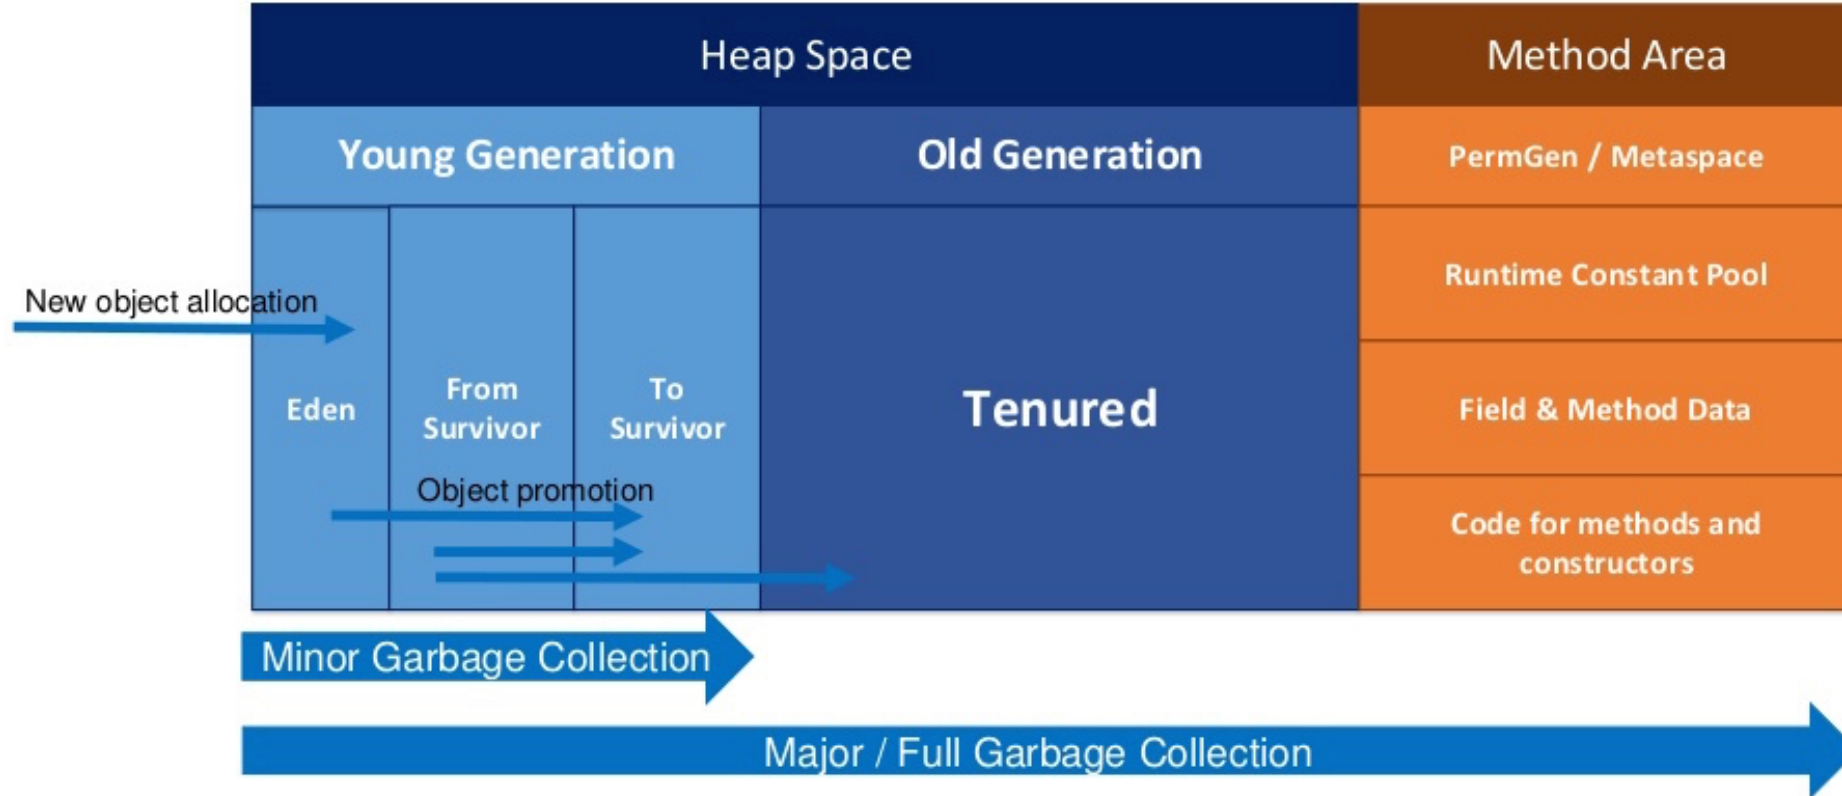 Heap Space
Method Area
Young Generation
Old Generation
PermGen / Metaspace
New object allocation
Eden
From
Survivor
To
Survivor
Tenured
Runtime Constant Pool
Field & Method Data
Object promotion
Code for methods and
constructors
Minor Garbage Collection
Major / Full Garbage Collection